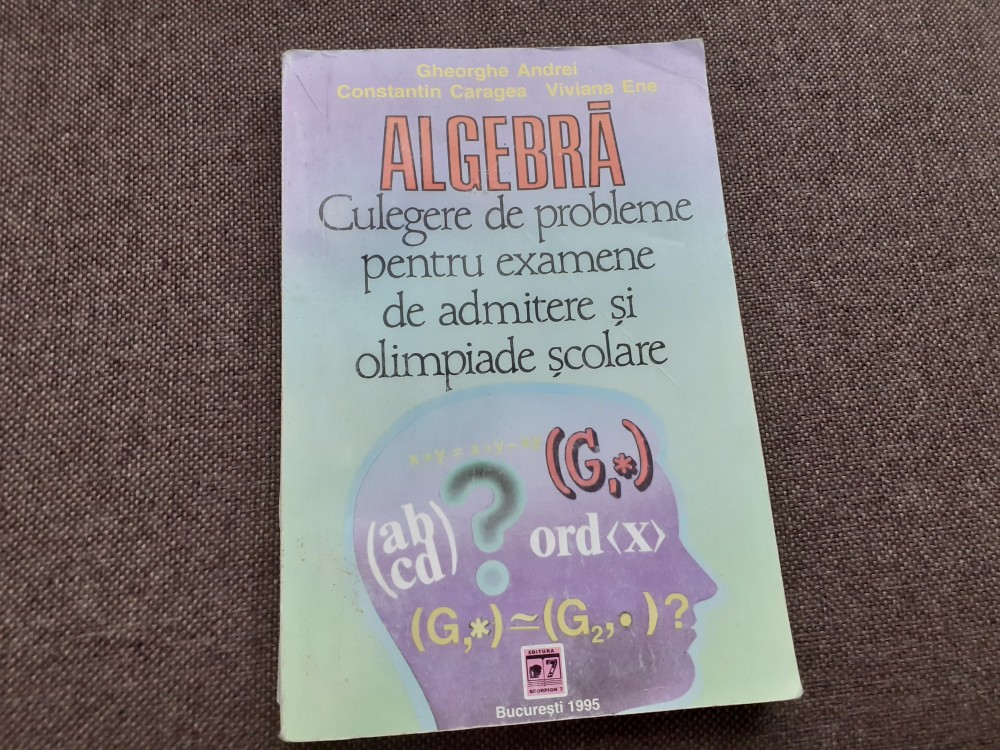 Gheorghe Andrei
Constantin Caragea Viviana Ene
ALGEBRĂ
Culegere de probleme
pentru examene
de admitere și
olimpiade școlare
(G,*)
(ab
cd)
?
ord⟨x⟩
(G,*)≃(G₂,•)?
EDITURA
7
SCORPION 7
București 1995